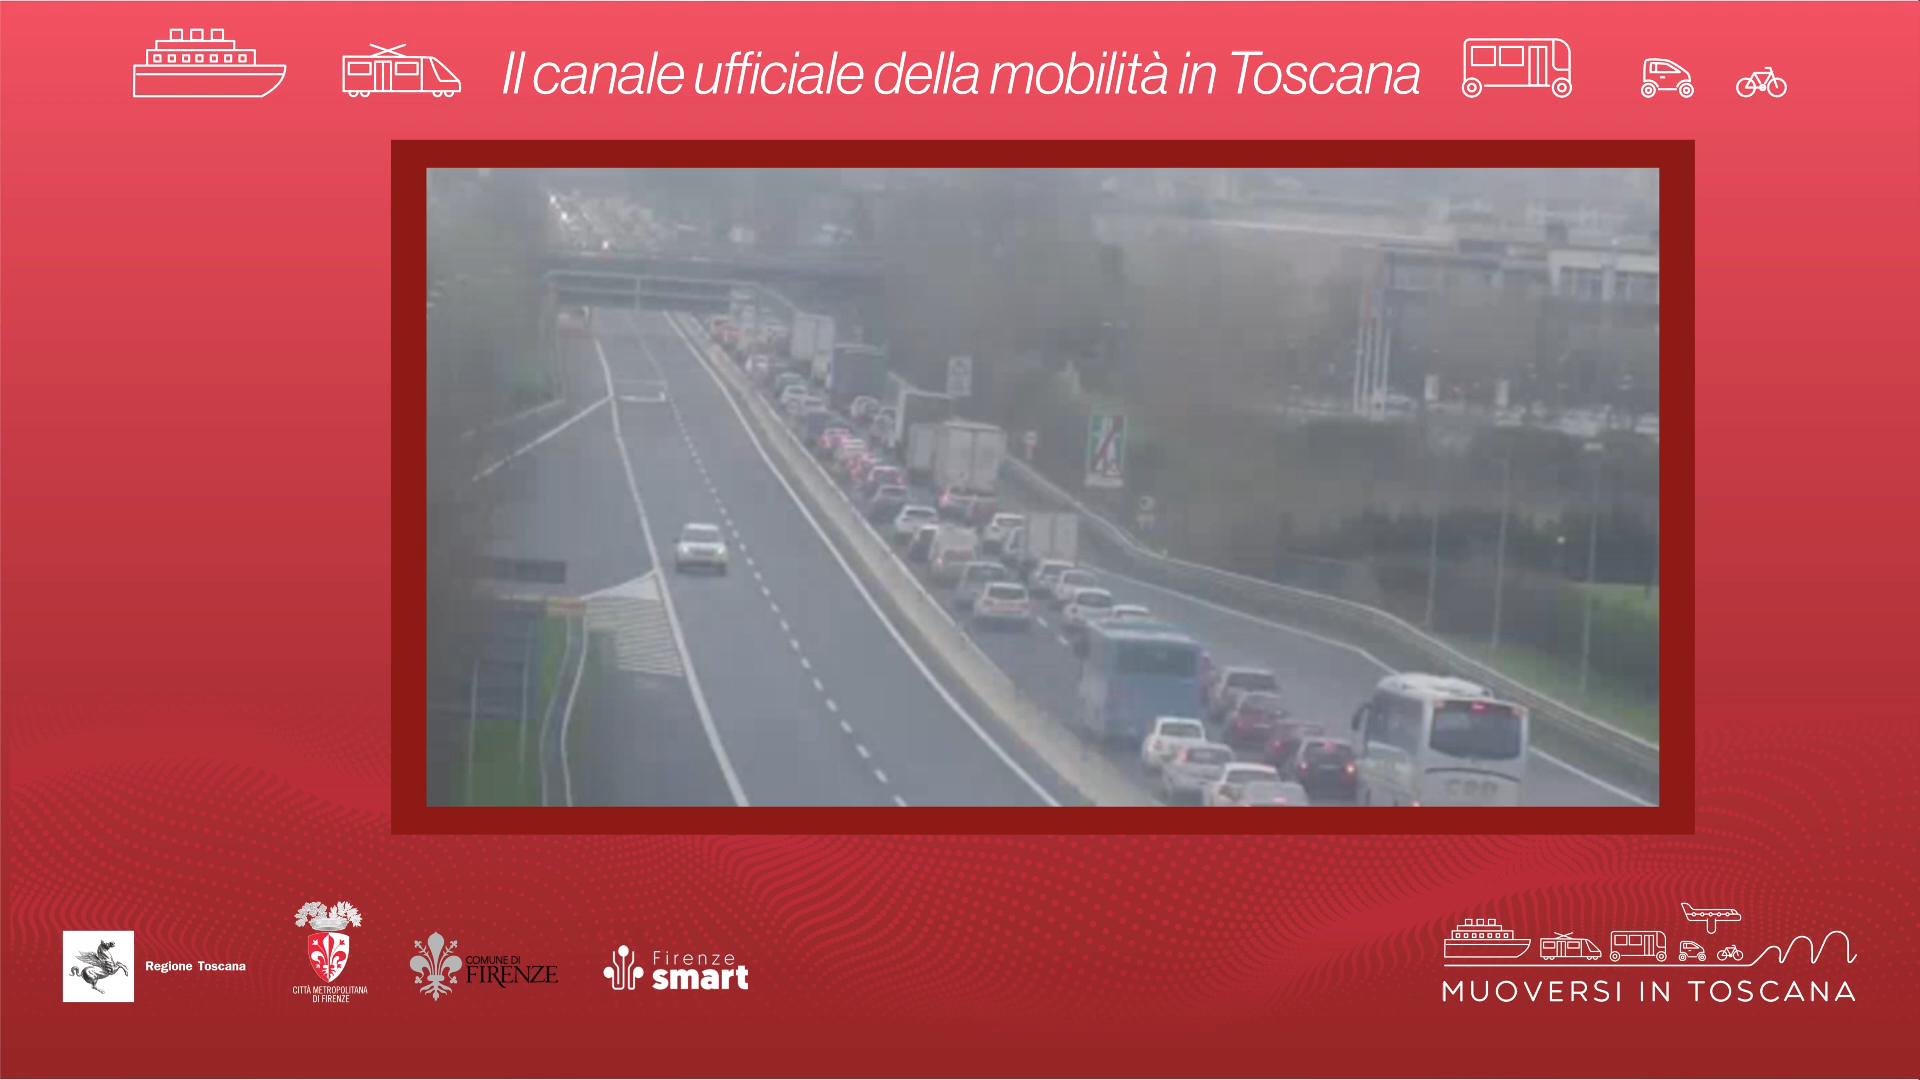 Il canale ufficiale della mobilità in Toscana
Regione Toscana
CITTÀ METROPOLITANA
DI FIRENZE
COMUNE DI
FIRENZE
Firenze
smart
MUOVERSI IN TOSCANA